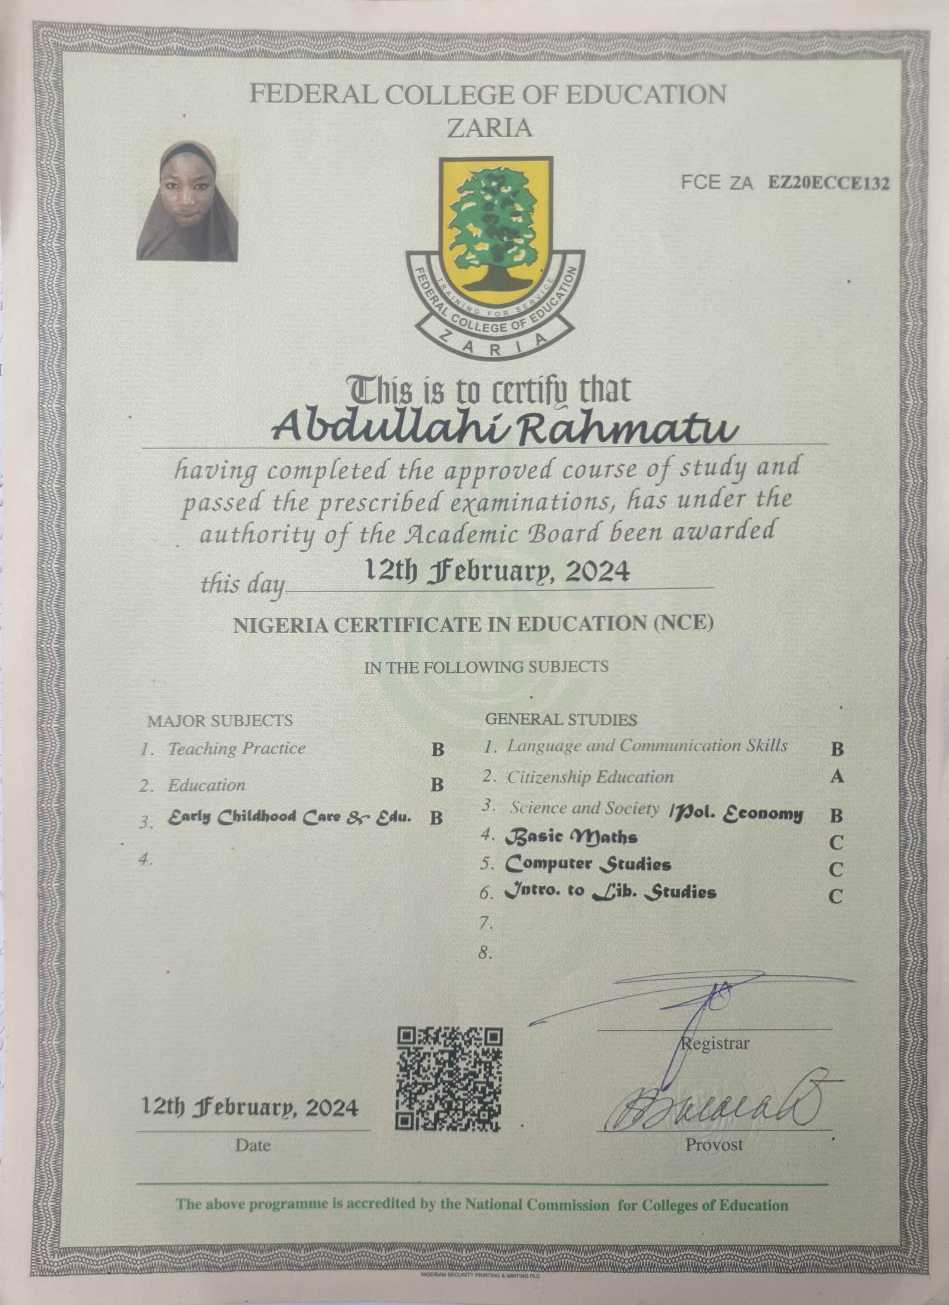 FEDERAL COLLEGE OF EDUCATION
ZARIA
FCE ZA EZ20ECCE132
TRAINING FOR SERVICE
FEDERAL COLLEGE OF EDUCATION
ZARIA
This is to certify that
Abdullahi Rahmatu
having completed the approved course of study and
passed the prescribed examinations, has under the
authority of the Academic Board been awarded
this day 12th February, 2024
NIGERIA CERTIFICATE IN EDUCATION (NCE)
IN THE FOLLOWING SUBJECTS
MAJOR SUBJECTS
1. Teaching Practice B
2. Education B
3. Early Childhood Care & Edu. B
4.
GENERAL STUDIES
1. Language and Communication Skills B
2. Citizenship Education A
3. Science and Society /Pol. Economy B
4. Basic Maths C
5. Computer Studies C
6. Intro. to Lib. Studies C
7.
8.
Registrar
12th February, 2024
Date
Provost
The above programme is accredited by the National Commission for Colleges of Education
NIGERIAN SECURITY PRINTING & MINTING PLC